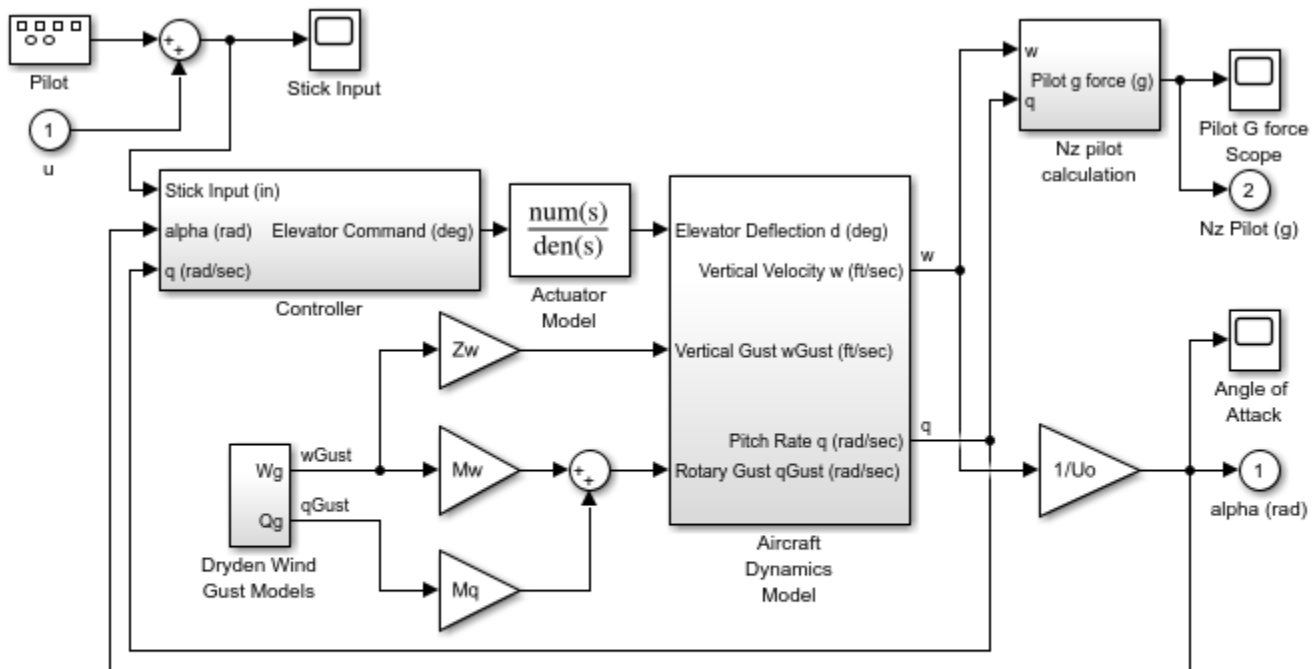 Pilot
1
u
+
+
Stick Input
Stick Input (in)
alpha (rad)
q (rad/sec)
Elevator Command (deg)
Controller
num(s)
den(s)
Actuator
Model
Zw
Mw
Mq
Wg
Qg
wGust
qGust
Dryden Wind
Gust Models
+
+
Elevator Deflection d (deg)
Vertical Velocity w (ft/sec)
Vertical Gust wGust (ft/sec)
Pitch Rate q (rad/sec)
Rotary Gust qGust (rad/sec)
Aircraft
Dynamics
Model
w
q
w
Pilot g force (g)
q
Nz pilot
calculation
Pilot G force
Scope
2
Nz Pilot (g)
Angle of
Attack
1/Uo
1
alpha (rad)